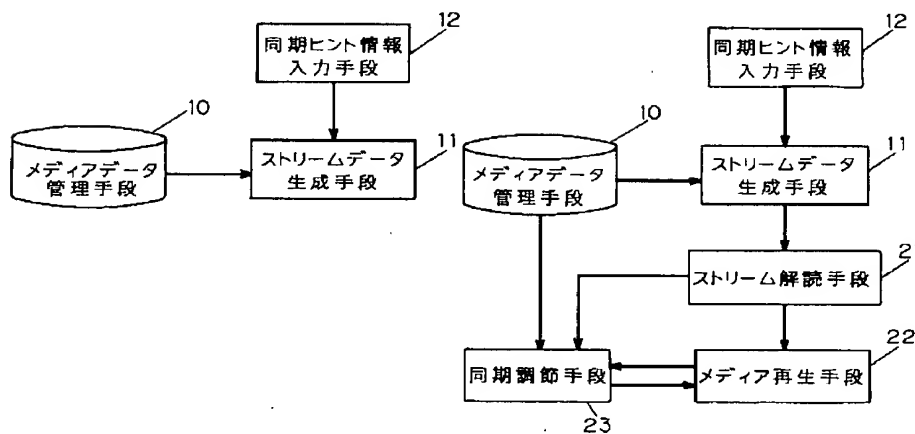 12
同期ヒント情報
入力手段
10
メディアデータ
管理手段
11
ストリームデータ
生成手段
12
同期ヒント情報
入力手段
10
メディアデータ
管理手段
11
ストリームデータ
生成手段
2
ストリーム解読手段
22
同期調節手段
メディア再生手段
23